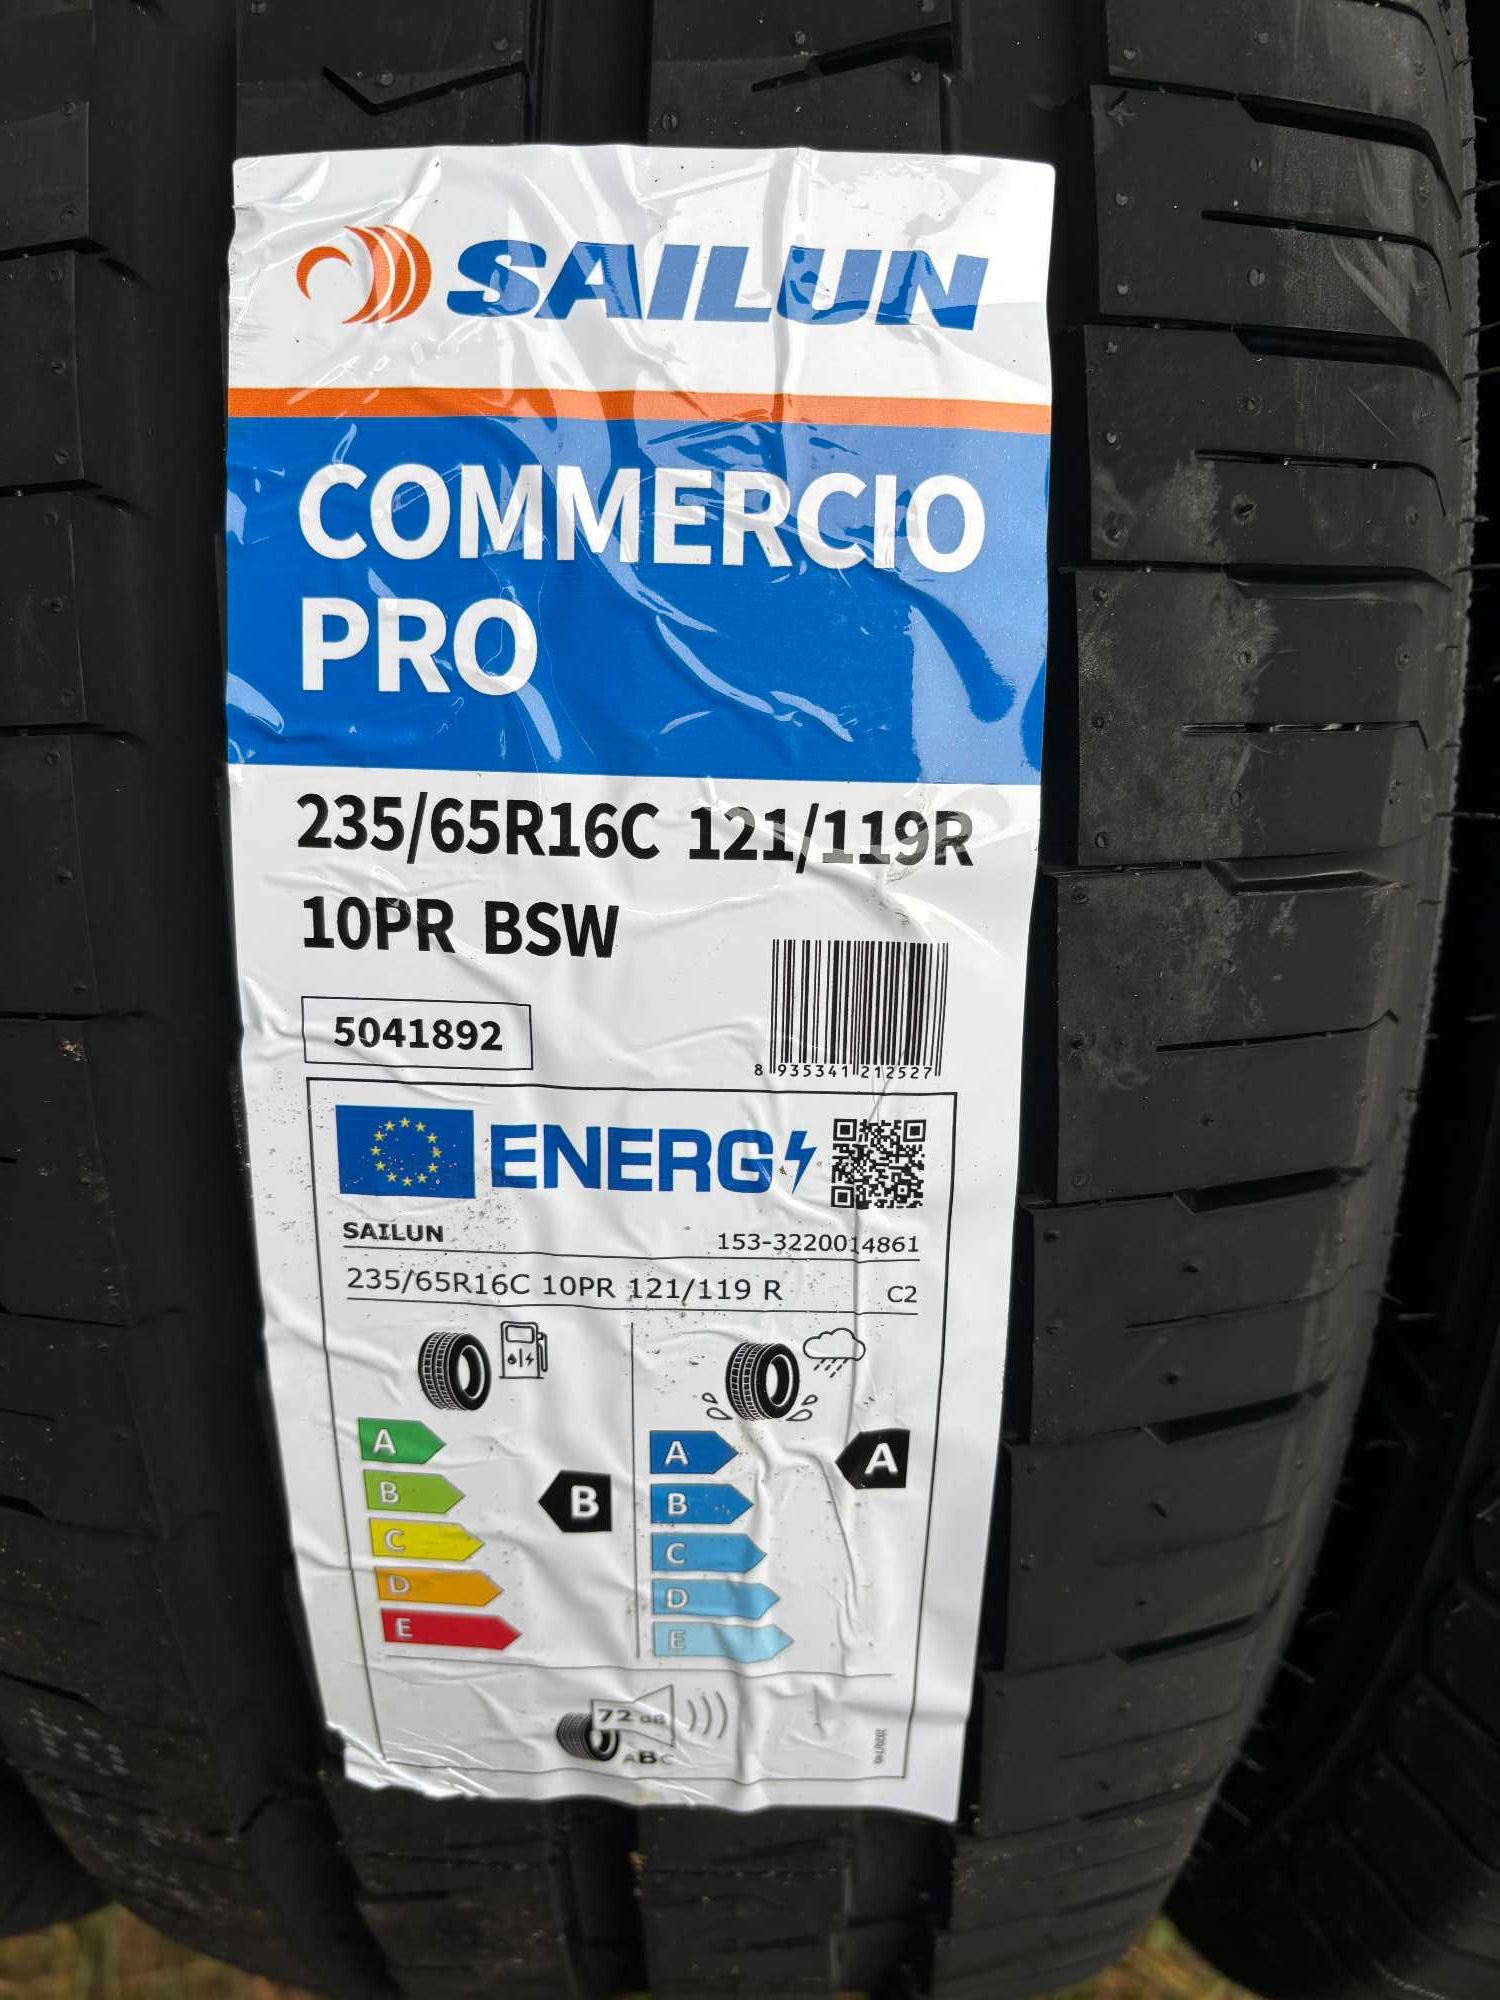 SAILUN
COMMERCIO
PRO
235/65R16C 121/119R
10PR BSW
5041892
8 935341 212527
ENERG
SAILUN 153-3220014861
235/65R16C 10PR 121/119 R C2
A A A
B B B
C C
D D
E E
72 dB
ABC